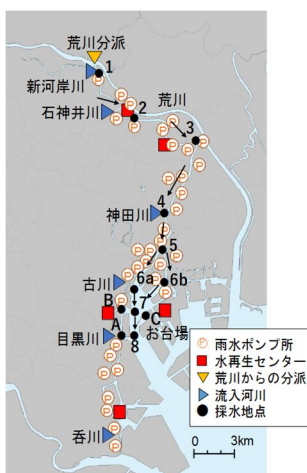 荒川分派
1
新河岸川
石神井川
2
荒川
3
神田川
4
5
古川
6a
6b
B
7
C
A
お台場
目黒川
8
呑川
P 雨水ポンプ所
水再生センター
荒川からの分派
流入河川
採水地点
0 3km